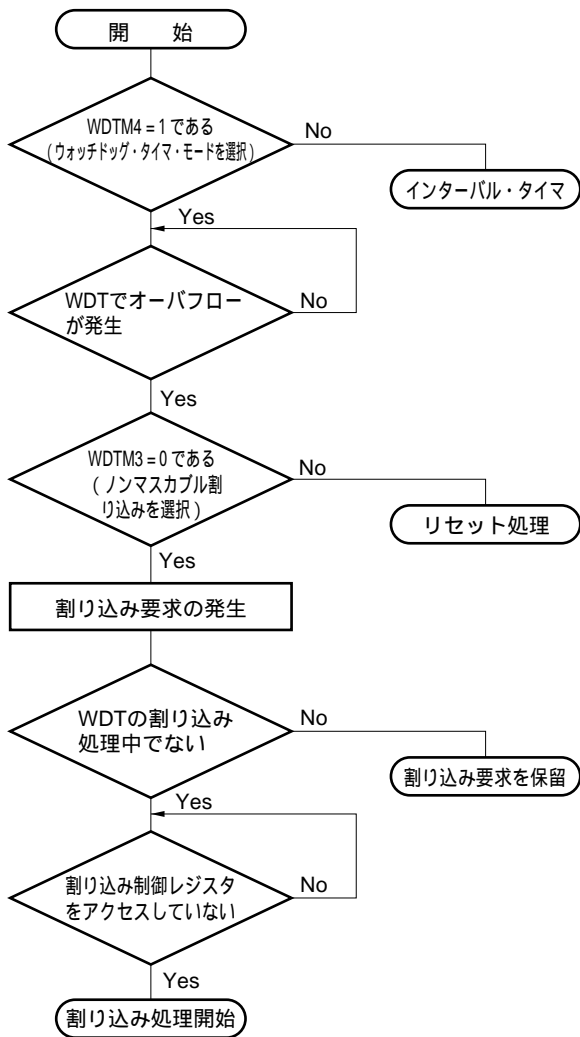 開　始
WDTM4 = 1 である
(ウォッチドッグ・タイマ・モードを選択)
No
インターバル・タイマ
Yes
WDTでオーバフロー
が発生
No
Yes
WDTM3 = 0 である
(ノンマスカブル割
り込みを選択)
No
リセット処理
Yes
割り込み要求の発生
WDTの割り込み
処理中でない
No
割り込み要求を保留
Yes
割り込み制御レジスタ
をアクセスしていない
No
Yes
割り込み処理開始